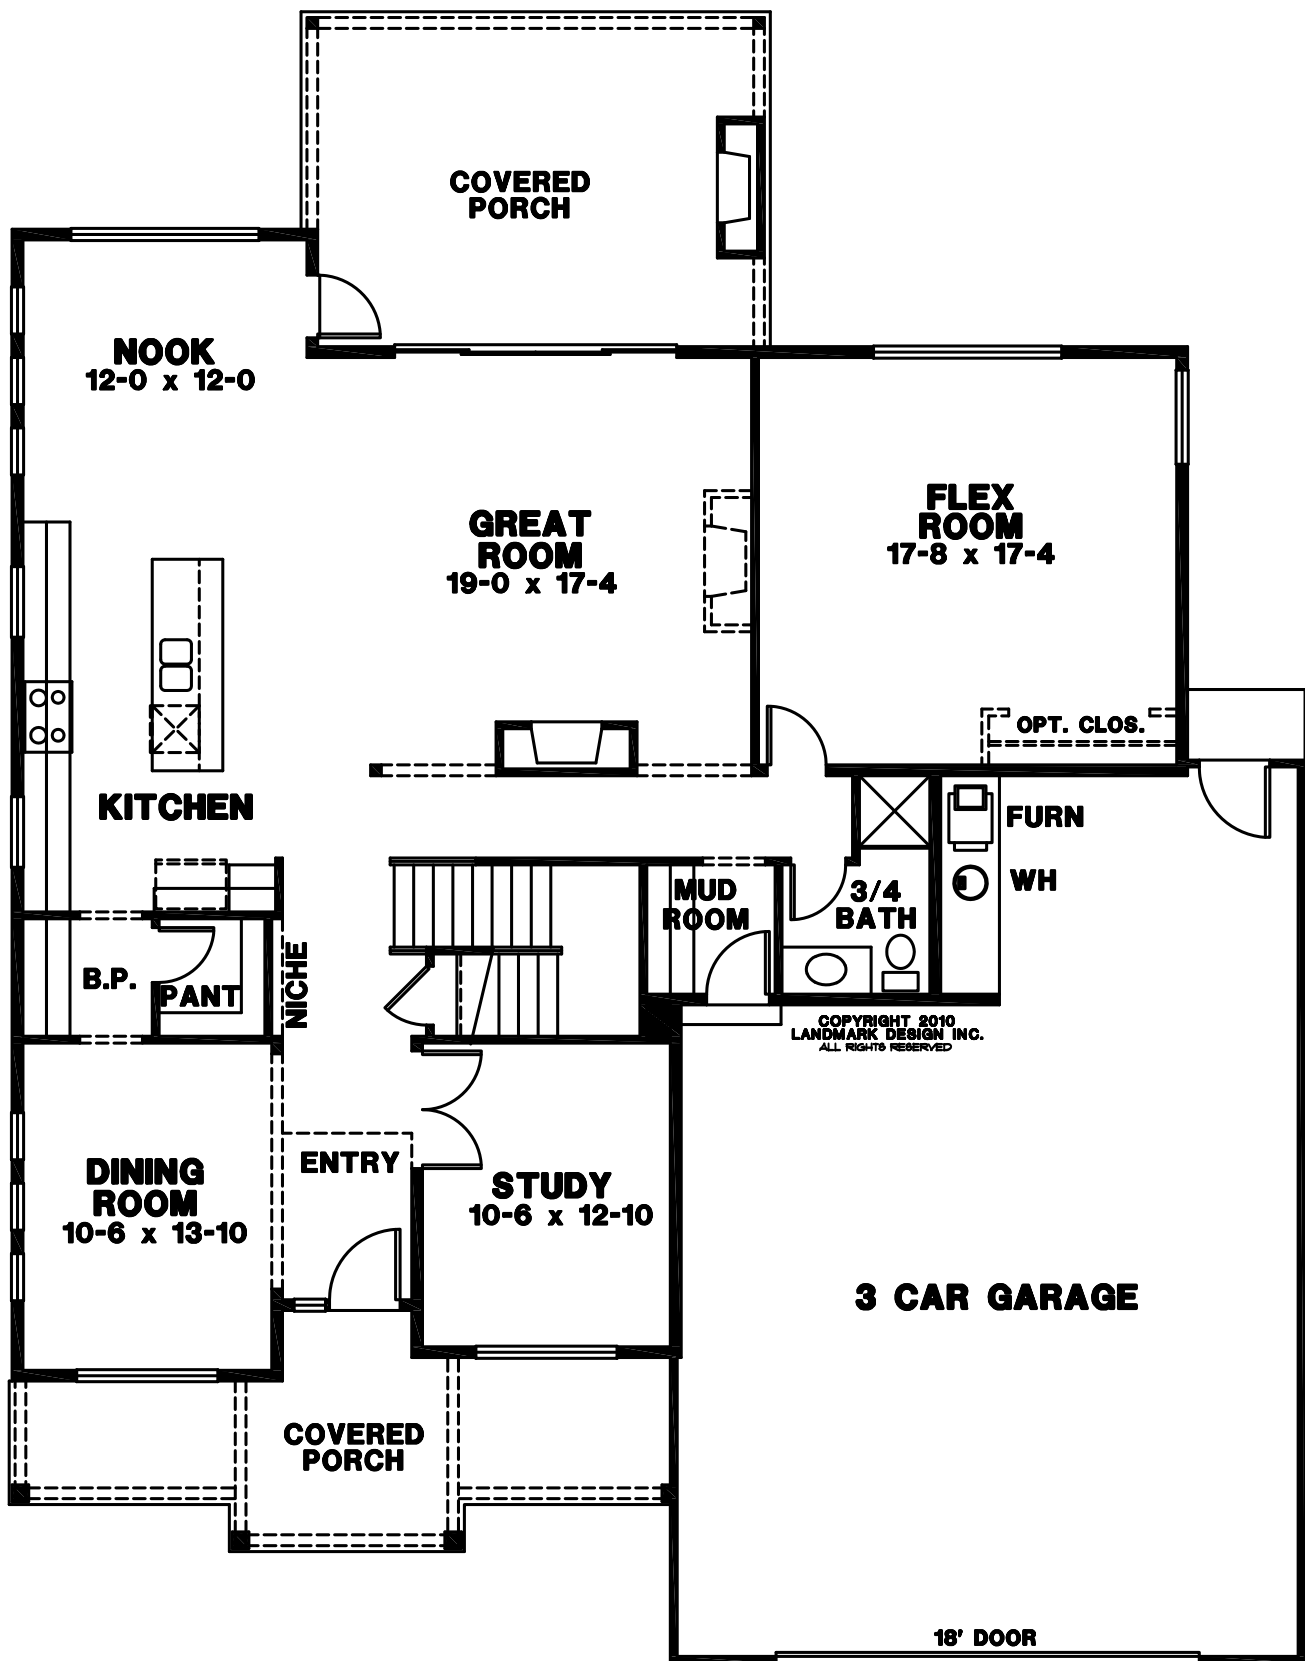 COVERED
PORCH
NOOK
12-0 x 12-0
GREAT
ROOM
19-0 x 17-4
FLEX
ROOM
17-8 x 17-4
OPT. CLOS.
KITCHEN
FURN
WH
MUD
ROOM
3/4
BATH
B.P.
PANT
NICHE
COPYRIGHT 2010
LANDMARK DESIGN INC.
ALL RIGHTS RESERVED
ENTRY
DINING
ROOM
10-6 x 13-10
STUDY
10-6 x 12-10
3 CAR GARAGE
COVERED
PORCH
18' DOOR